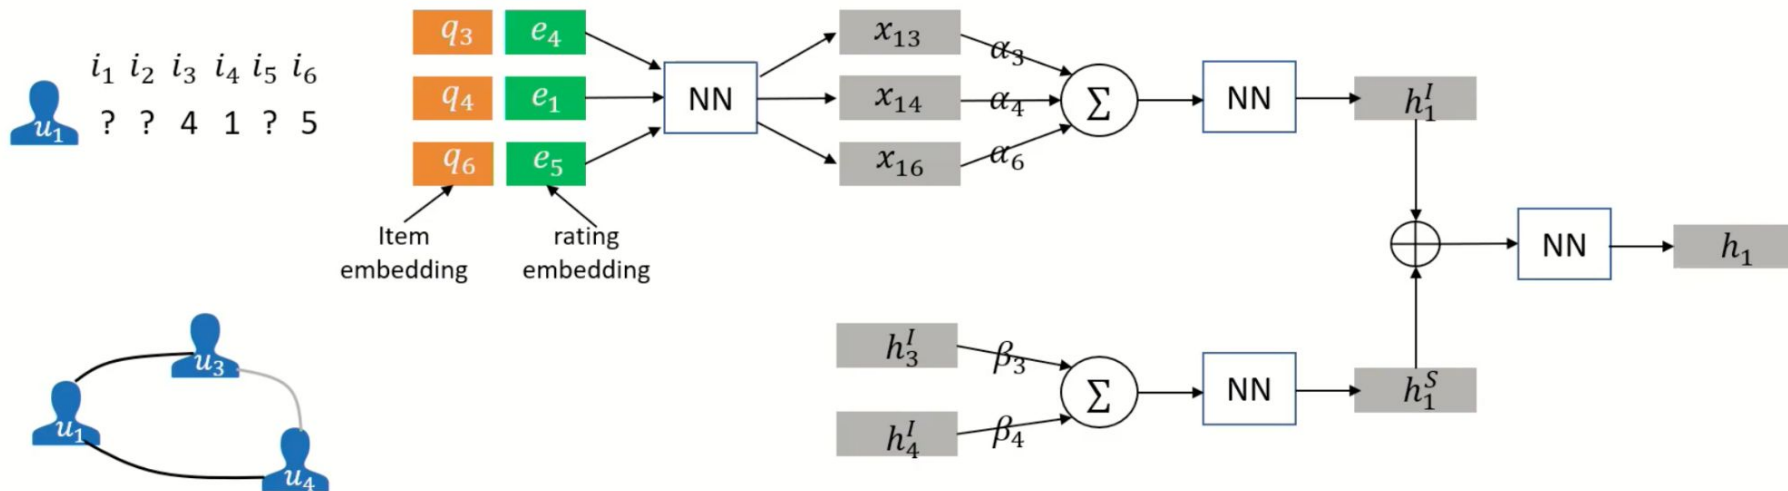 i₁ i₂ i₃ i₄ i₅ i₆
u₁ ? ? 4 1 ? 5
q₃ e₄
q₄ e₁
q₆ e₅
Item embedding
rating embedding
NN
x₁₃ α₃
x₁₄ α₄
x₁₆ α₆
Σ
NN
h₁ᴵ
⊕
NN
h₁
u₃
u₁
u₄
h₃ᴵ β₃
h₄ᴵ β₄
Σ
NN
h₁ˢ